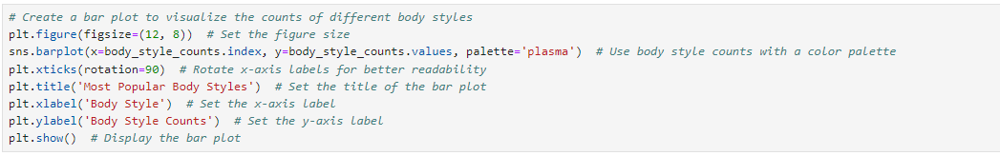 # Create a bar plot to visualize the counts of different body styles
plt.figure(figsize=(12, 8))  # Set the figure size
sns.barplot(x=body_style_counts.index, y=body_style_counts.values, palette='plasma')  # Use body style counts with a color palette
plt.xticks(rotation=90)  # Rotate x-axis labels for better readability
plt.title('Most Popular Body Styles')  # Set the title of the bar plot
plt.xlabel('Body Style')  # Set the x-axis label
plt.ylabel('Body Style Counts')  # Set the y-axis label
plt.show()  # Display the bar plot